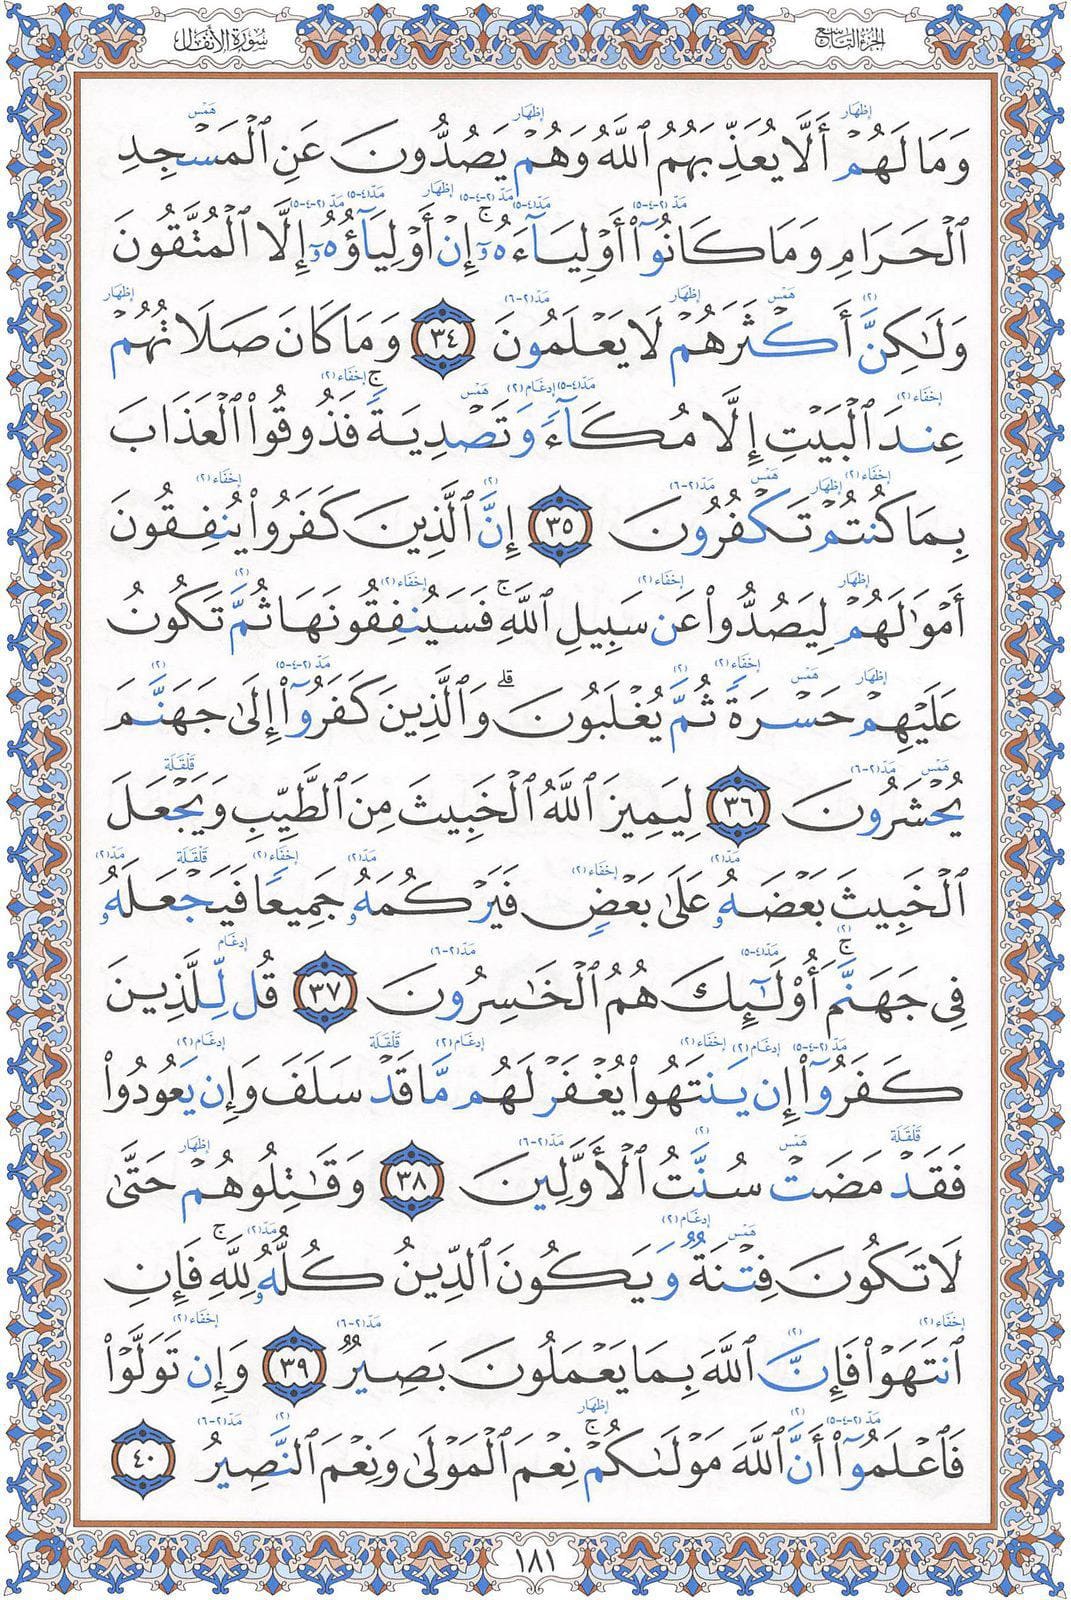 الجزء التاسع
سورة الأنفال
وَمَا لَهُمْ أَلَّا يُعَذِّبَهُمُ ٱللَّهُ وَهُمْ يَصُدُّونَ عَنِ ٱلْمَسْجِدِ
ٱلْحَرَامِ وَمَا كَانُوٓا۟ أَوْلِيَآءَهُۥٓ ۚ إِنْ أَوْلِيَآؤُهُۥٓ إِلَّا ٱلْمُتَّقُونَ
وَلَٰكِنَّ أَكْثَرَهُمْ لَا يَعْلَمُونَ ٣٤ وَمَا كَانَ صَلَاتُهُمْ
عِندَ ٱلْبَيْتِ إِلَّا مُكَآءً وَتَصْدِيَةً ۚ فَذُوقُوا۟ ٱلْعَذَابَ
بِمَا كُنتُمْ تَكْفُرُونَ ٣٥ إِنَّ ٱلَّذِينَ كَفَرُوا۟ يُنفِقُونَ
أَمْوَٰلَهُمْ لِيَصُدُّوا۟ عَن سَبِيلِ ٱللَّهِ ۚ فَسَيُنفِقُونَهَا ثُمَّ تَكُونُ
عَلَيْهِمْ حَسْرَةً ثُمَّ يُغْلَبُونَ ۗ وَٱلَّذِينَ كَفَرُوٓا۟ إِلَىٰ جَهَنَّمَ
يُحْشَرُونَ ٣٦ لِيَمِيزَ ٱللَّهُ ٱلْخَبِيثَ مِنَ ٱلطَّيِّبِ وَيَجْعَلَ
ٱلْخَبِيثَ بَعْضَهُۥ عَلَىٰ بَعْضٍ فَيَرْكُمَهُۥ جَمِيعًا فَيَجْعَلَهُۥ
فِى جَهَنَّمَ ۚ أُو۟لَٰٓئِكَ هُمُ ٱلْخَٰسِرُونَ ٣٧ قُل لِّلَّذِينَ
كَفَرُوٓا۟ إِن يَنتَهُوا۟ يُغْفَرْ لَهُم مَّا قَدْ سَلَفَ وَإِن يَعُودُوا۟
فَقَدْ مَضَتْ سُنَّتُ ٱلْأَوَّلِينَ ٣٨ وَقَٰتِلُوهُمْ حَتَّىٰ
لَا تَكُونَ فِتْنَةٌ وَيَكُونَ ٱلدِّينُ كُلُّهُۥ لِلَّهِ ۚ فَإِنِ
ٱنتَهَوْا۟ فَإِنَّ ٱللَّهَ بِمَا يَعْمَلُونَ بَصِيرٌ ٣٩ وَإِن تَوَلَّوْا۟
فَٱعْلَمُوٓا۟ أَنَّ ٱللَّهَ مَوْلَىٰكُمْ ۚ نِعْمَ ٱلْمَوْلَىٰ وَنِعْمَ ٱلنَّصِيرُ ٤٠
١٨١